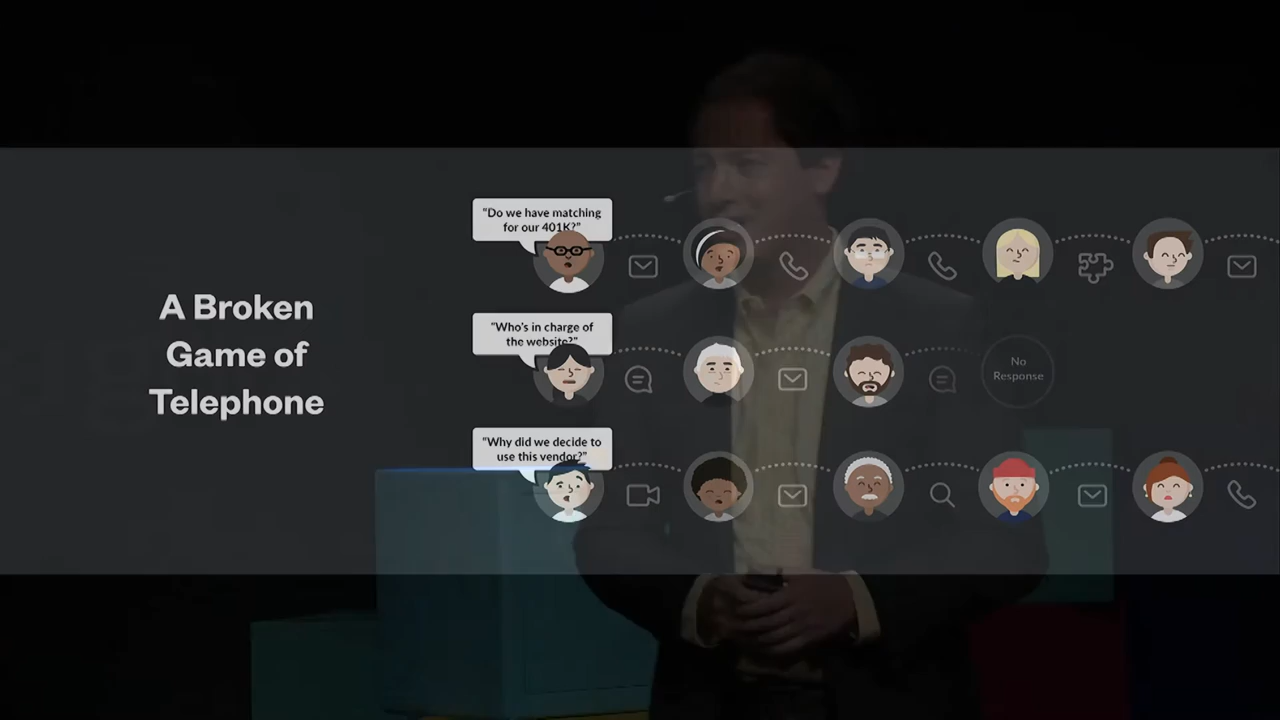 A Broken
Game of
Telephone
"Do we have matching
for our 401K?"
"Who's in charge of
the website?"
No
Response
"Why did we decide to
use this vendor?"